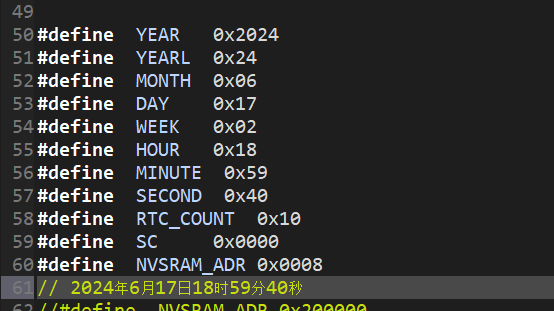 49
50 #define  YEAR   0x2024
51 #define  YEARL  0x24
52 #define  MONTH  0x06
53 #define  DAY    0x17
54 #define  WEEK   0x02
55 #define  HOUR   0x18
56 #define  MINUTE  0x59
57 #define  SECOND  0x40
58 #define  RTC_COUNT  0x10
59 #define  SC     0x0000
60 #define  NVSRAM_ADR 0x0008
61 // 2024年6月17日18时59分40秒
62 //#define  NVSRAM_ADR 0x200000